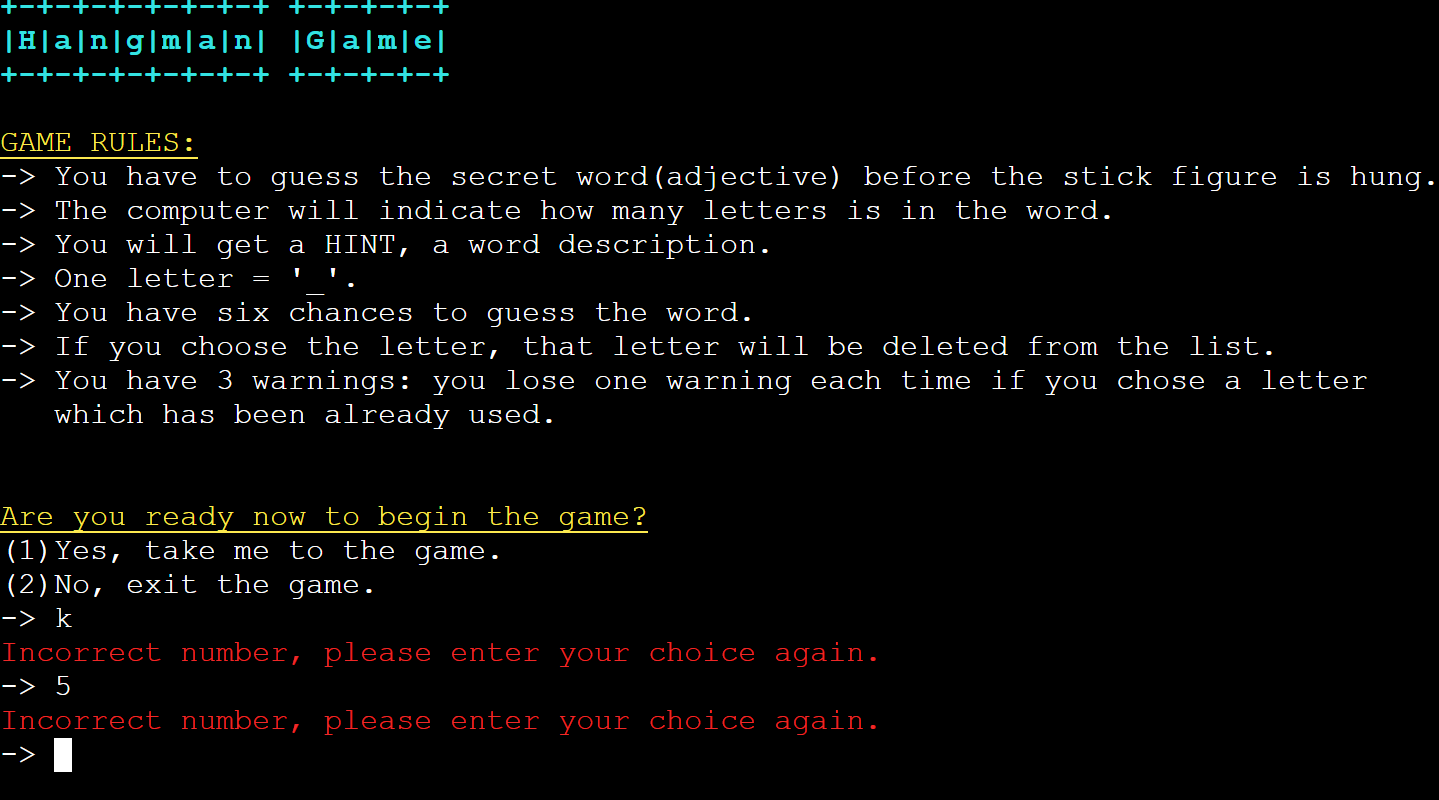 +-+-+-+-+-+-+-+ +-+-+-+-+
|H|a|n|g|m|a|n| |G|a|m|e|
+-+-+-+-+-+-+-+ +-+-+-+-+
GAME RULES:
-> You have to guess the secret word(adjective) before the stick figure is hung.
-> The computer will indicate how many letters is in the word.
-> You will get a HINT, a word description.
-> One letter = '_'.
-> You have six chances to guess the word.
-> If you choose the letter, that letter will be deleted from the list.
-> You have 3 warnings: you lose one warning each time if you chose a letter
which has been already used.
Are you ready now to begin the game?
(1)Yes, take me to the game.
(2)No, exit the game.
-> k
Incorrect number, please enter your choice again.
-> 5
Incorrect number, please enter your choice again.
->